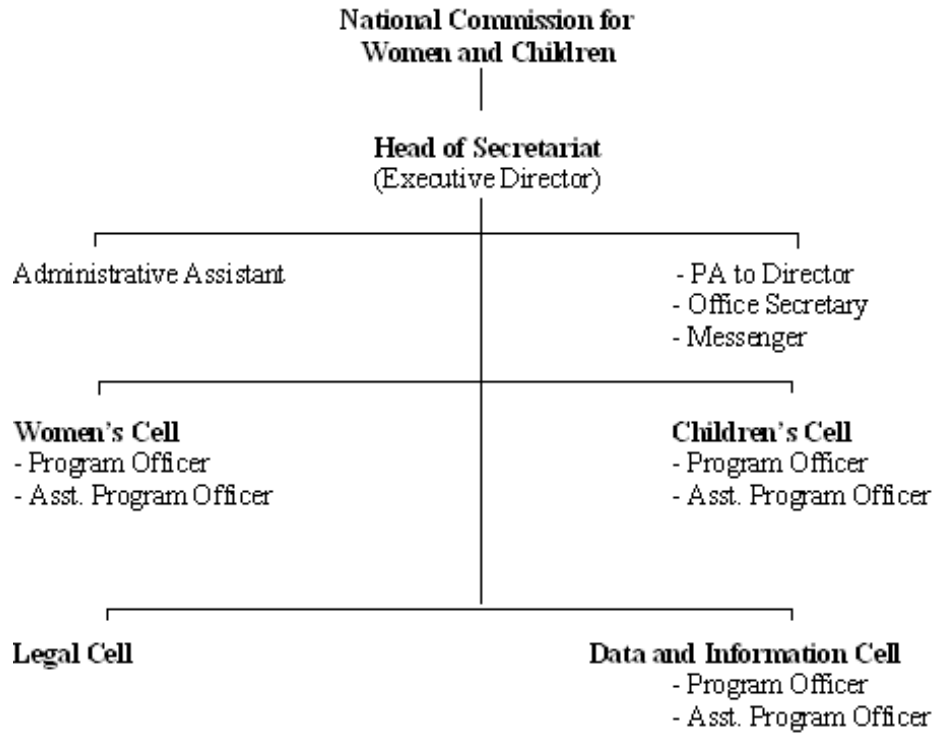 National Commission for
Women and Children
Head of Secretariat
(Executive Director)
Administrative Assistant
- PA to Director
- Office Secretary
- Messenger
Women's Cell
- Program Officer
- Asst. Program Officer
Children's Cell
- Program Officer
- Asst. Program Officer
Legal Cell
Data and Information Cell
- Program Officer
- Asst. Program Officer